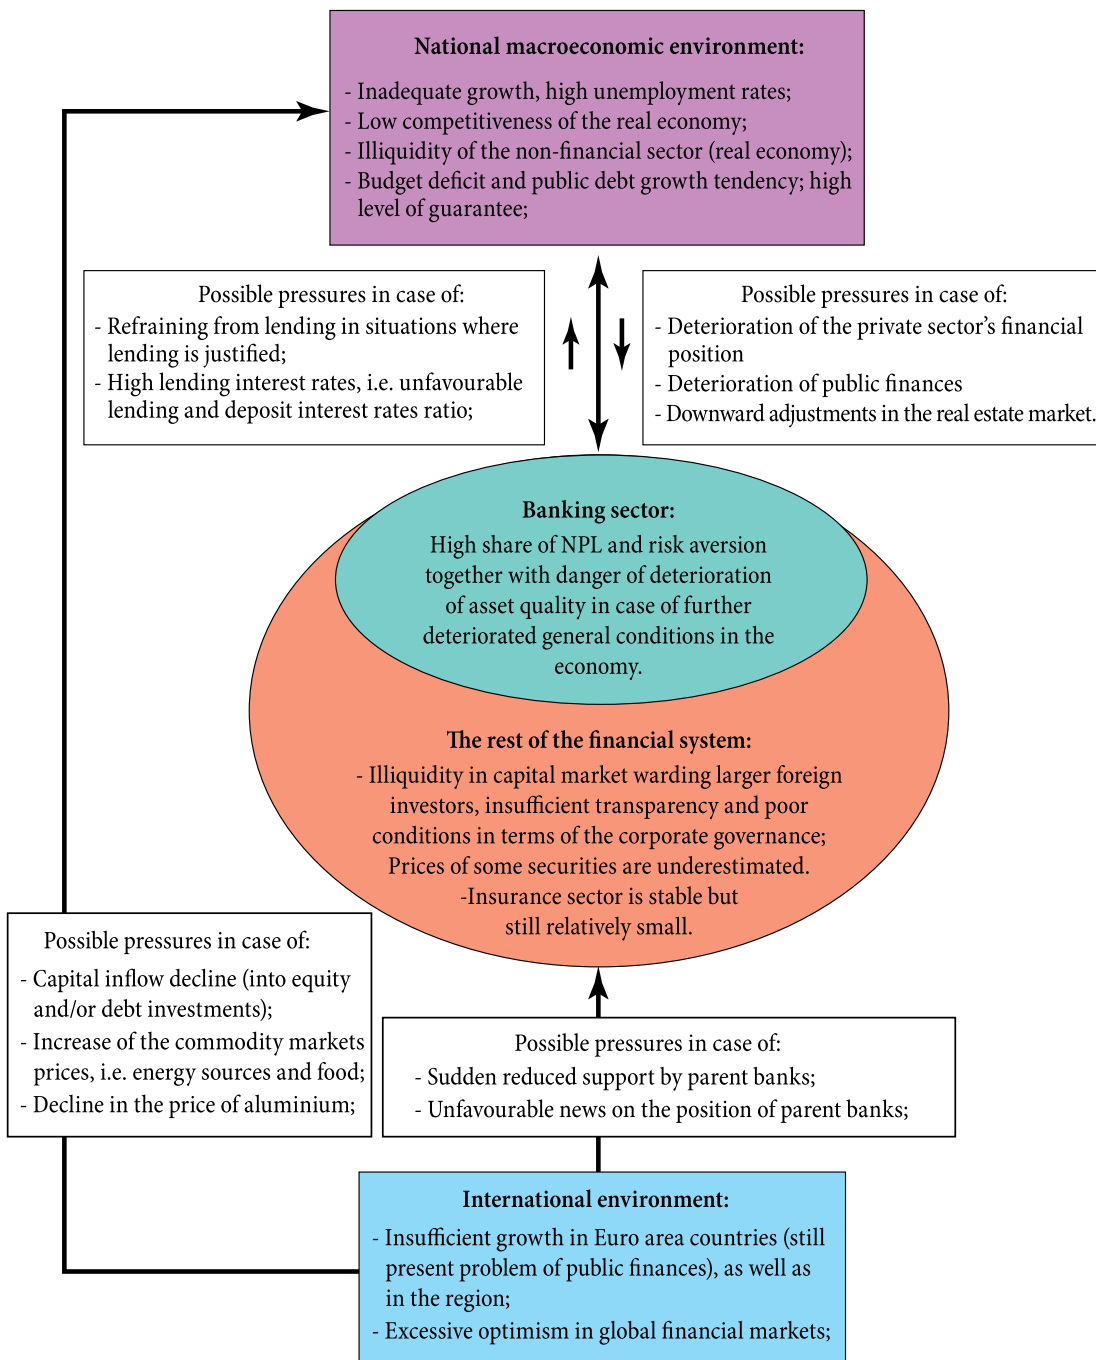 National macroeconomic environment:
- Inadequate growth, high unemployment rates;
- Low competitiveness of the real economy;
- Illiquidity of the non-financial sector (real economy);
- Budget deficit and public debt growth tendency; high
level of guarantee;
Possible pressures in case of:
- Refraining from lending in situations where
lending is justified;
- High lending interest rates, i.e. unfavourable
lending and deposit interest rates ratio;
Possible pressures in case of:
- Deterioration of the private sector's financial
position
- Deterioration of public finances
- Downward adjustments in the real estate market.
Banking sector:
High share of NPL and risk aversion
together with danger of deterioration
of asset quality in case of further
deteriorated general conditions in the
economy.
The rest of the financial system:
- Illiquidity in capital market warding larger foreign
investors, insufficient transparency and poor
conditions in terms of the corporate governance;
Prices of some securities are underestimated.
-Insurance sector is stable but
still relatively small.
Possible pressures in case of:
- Capital inflow decline (into equity
and/or debt investments);
- Increase of the commodity markets
prices, i.e. energy sources and food;
- Decline in the price of aluminium;
Possible pressures in case of:
- Sudden reduced support by parent banks;
- Unfavourable news on the position of parent banks;
International environment:
- Insufficient growth in Euro area countries (still
present problem of public finances), as well as
in the region;
- Excessive optimism in global financial markets;